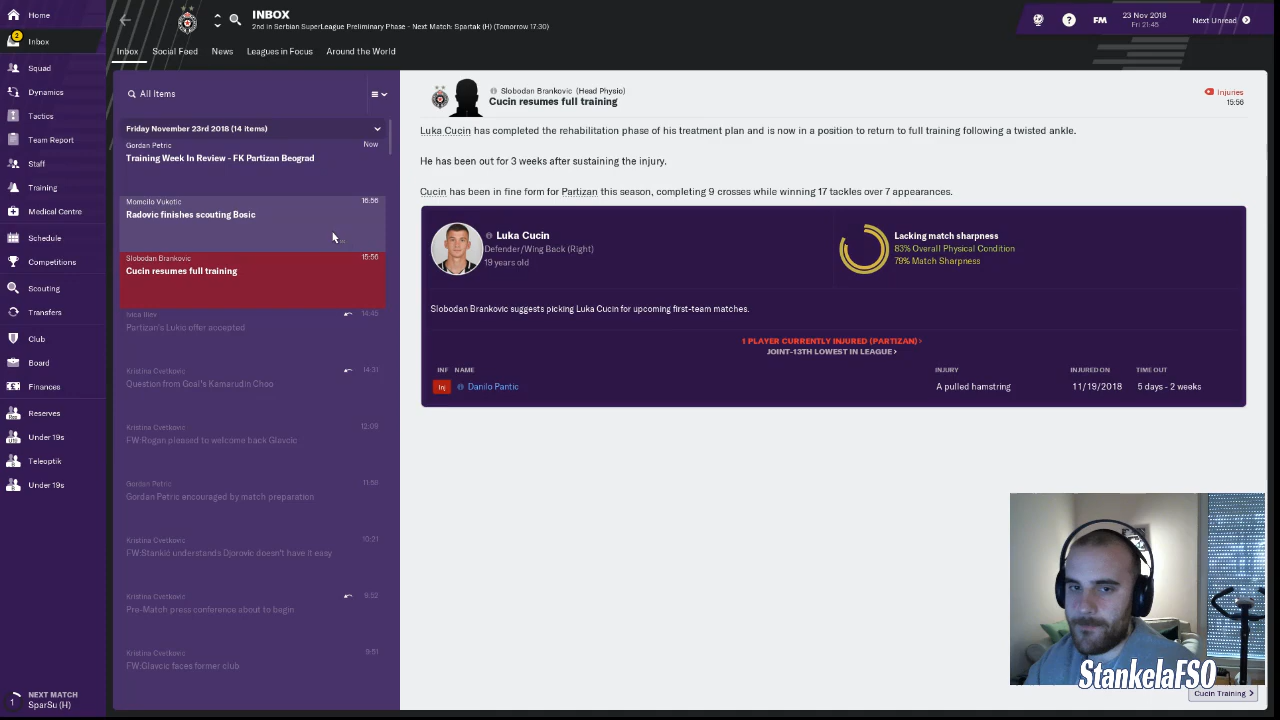 Home
2
Inbox
Squad
Dynamics
Tactics
Team Report
Staff
Training
Medical Centre
Schedule
Competitions
Scouting
Transfers
Club
Board
Finances
Reserves
Under 19s
Teleoptik
Under 19s
1
NEXT MATCH
SparSu (H)
INBOX
2nd in Serbian SuperLeague Preliminary Phase - Next Match: Spartak (H) (Tomorrow 17:30)
FM
23 Nov 2018
Fri 21:45
Next Unread
Inbox
Social Feed
News
Leagues in Focus
Around the World
All Items
Friday November 23rd 2018 (14 items)
Gordan Petric
Now
Training Week In Review - FK Partizan Beograd
Momcilo Vukotic
16:56
Radovic finishes scouting Bosic
Slobodan Brankovic
15:56
Cucin resumes full training
Ivica Iliev
14:45
Partizan's Lukic offer accepted
Kristina Cvetkovic
14:31
Question from Goal's Kamarudin Choo
Kristina Cvetkovic
12:09
FW:Rogan pleased to welcome back Glavcic
Gordan Petric
11:50
Gordan Petric encouraged by match preparation
Kristina Cvetkovic
10:21
FW:Stankić understands Djorovic doesn't have it easy
Kristina Cvetkovic
9:52
Pre-Match press conference about to begin
Kristina Cvetkovic
9:51
FW:Glavcic faces former club
Slobodan Brankovic (Head Physio)
Cucin resumes full training
Injuries
15:56
Luka Cucin has completed the rehabilitation phase of his treatment plan and is now in a position to return to full training following a twisted ankle.
He has been out for 3 weeks after sustaining the injury.
Cucin has been in fine form for Partizan this season, completing 9 crosses while winning 17 tackles over 7 appearances.
Luka Cucin
Defender/Wing Back (Right)
19 years old
Lacking match sharpness
83% Overall Physical Condition
79% Match Sharpness
Slobodan Brankovic suggests picking Luka Cucin for upcoming first-team matches.
1 PLAYER CURRENTLY INJURED (PARTIZAN) ›
JOINT-13TH LOWEST IN LEAGUE ›
INF NAME INJURY INJURED ON TIME OUT
Inj Danilo Pantic A pulled hamstring 11/19/2018 5 days - 2 weeks
StankelaFSO
Cucin Training